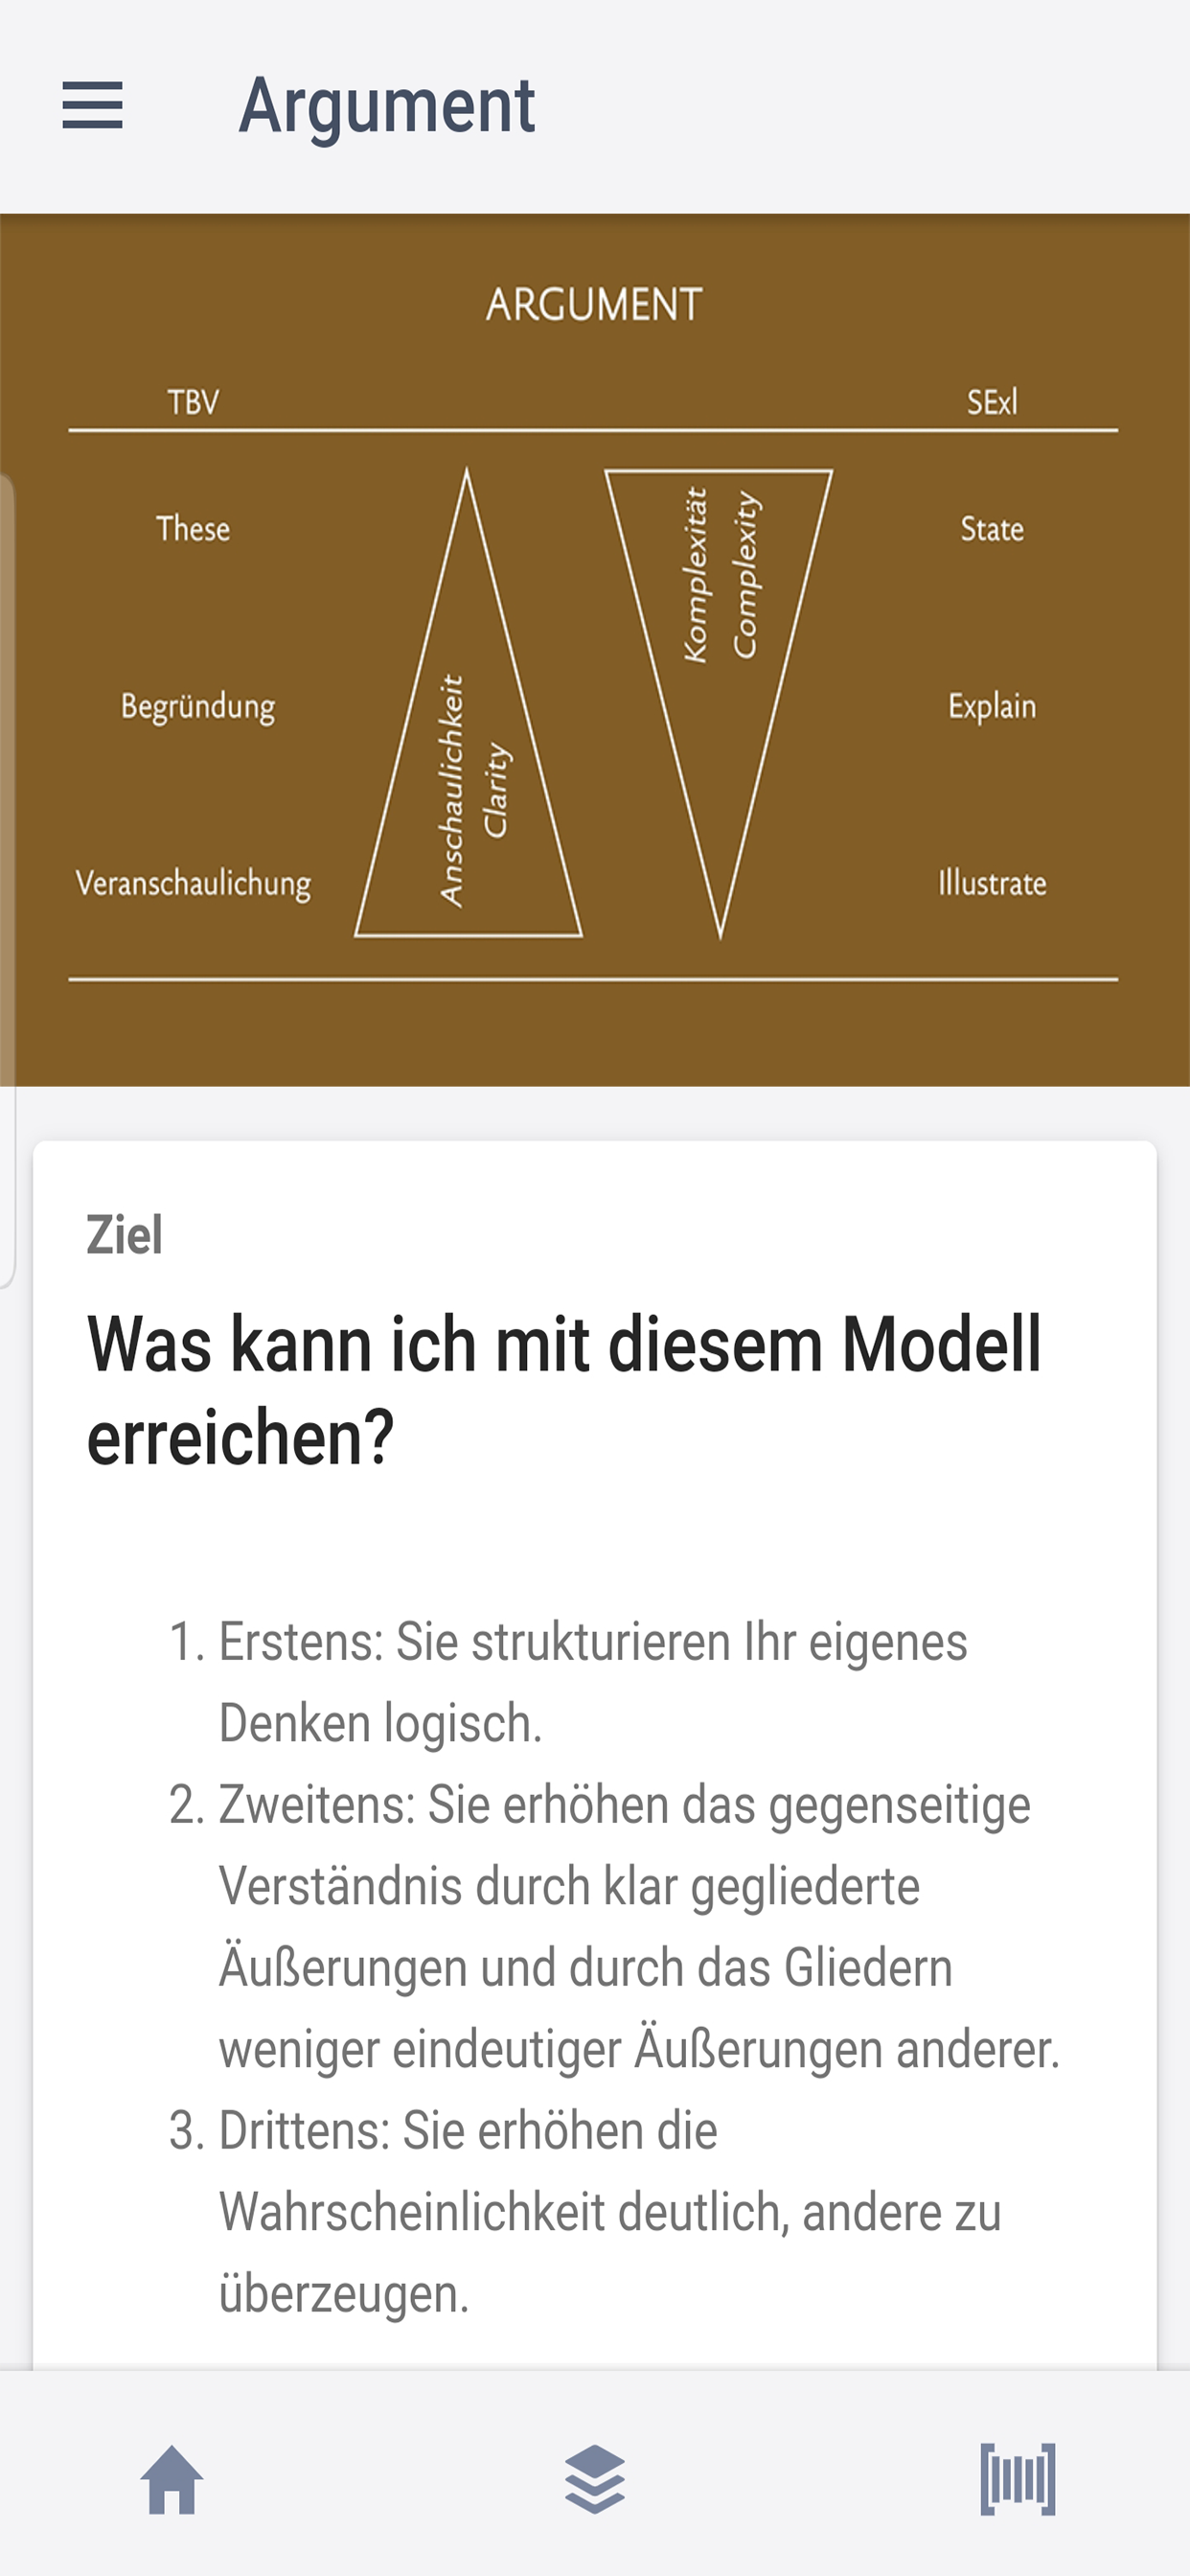 Argument
ARGUMENT
TBV
SExI
These
Komplexität
Complexity
State
Begründung
Anschaulichkeit
Clarity
Explain
Veranschaulichung
Illustrate
Ziel
Was kann ich mit diesem Modell
erreichen?
1. Erstens: Sie strukturieren Ihr eigenes
Denken logisch.
2. Zweitens: Sie erhöhen das gegenseitige
Verständnis durch klar gegliederte
Äußerungen und durch das Gliedern
weniger eindeutiger Äußerungen anderer.
3. Drittens: Sie erhöhen die
Wahrscheinlichkeit deutlich, andere zu
überzeugen.